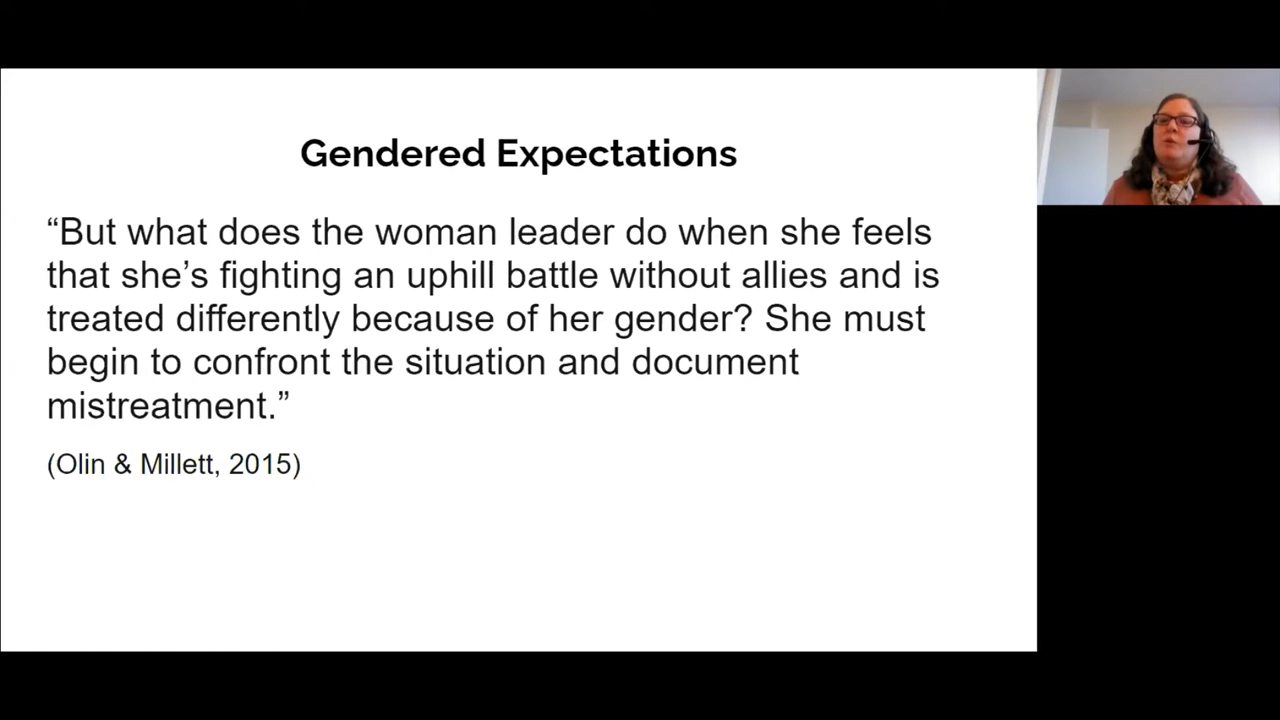 Gendered Expectations
“But what does the woman leader do when she feels
that she’s fighting an uphill battle without allies and is
treated differently because of her gender? She must
begin to confront the situation and document
mistreatment.”
(Olin & Millett, 2015)